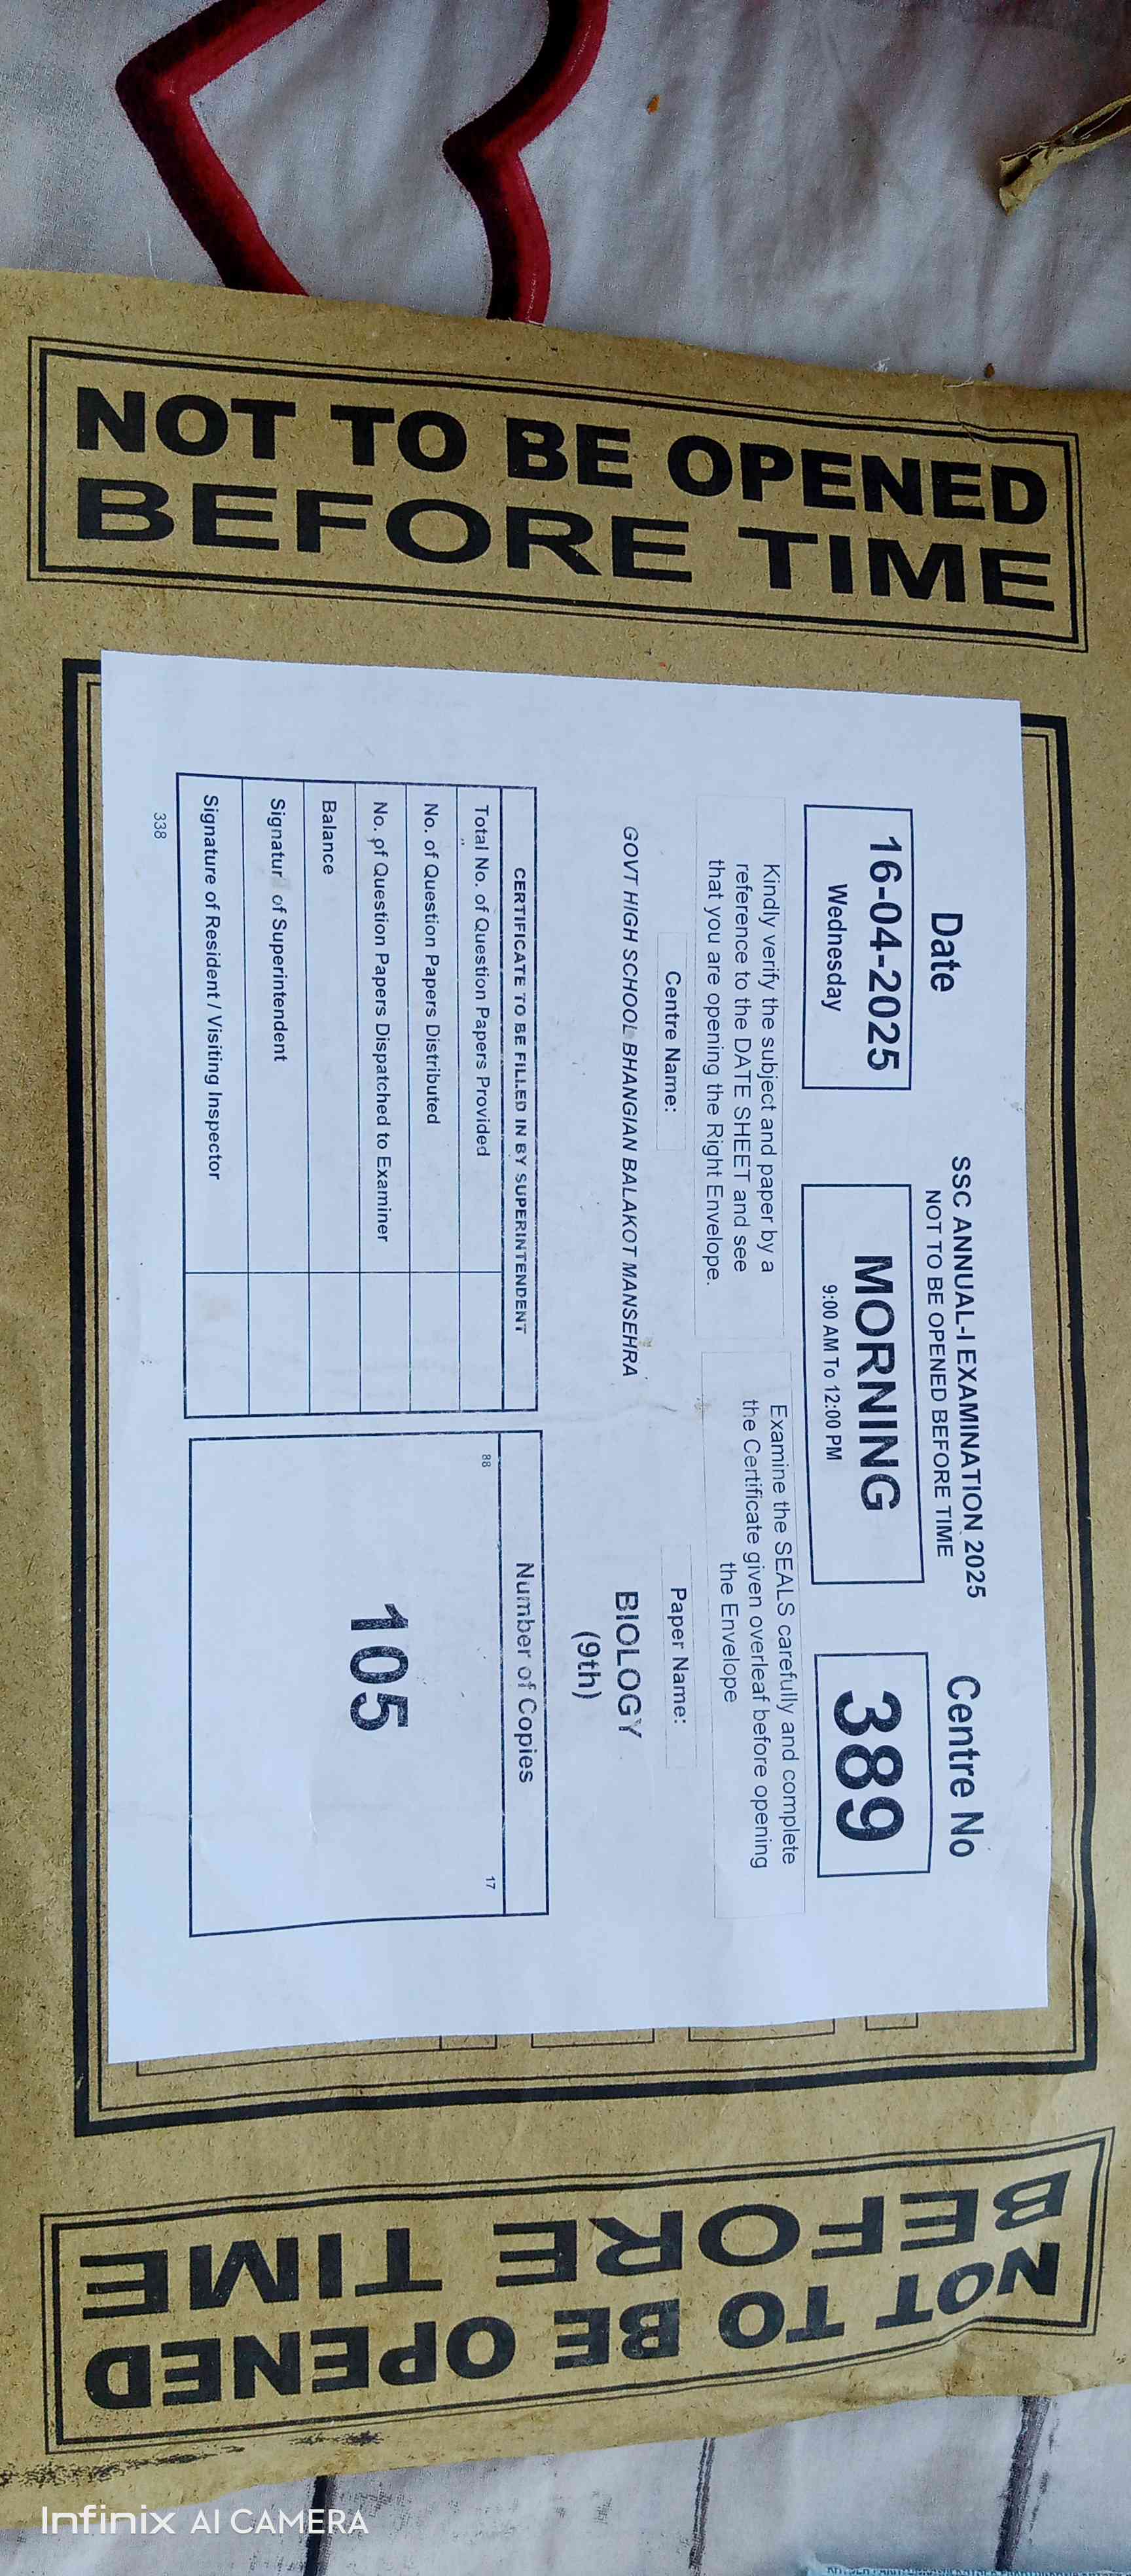 NOT TO BE OPENED
BEFORE TIME
SSC ANNUAL-I EXAMINATION 2025
NOT TO BE OPENED BEFORE TIME
Date
Centre No
16-04-2025
Wednesday
MORNING
9:00 AM To 12:00 PM
389
Kindly verify the subject and paper by a
reference to the DATE SHEET and see
that you are opening the Right Envelope.
Examine the SEALS carefully and complete
the Certificate given overleaf before opening
the Envelope
Centre Name:
Paper Name:
GOVT HIGH SCHOOL BHANGIAN BALAKOT MANSEHRA
BIOLOGY
(9th)
CERTIFICATE TO BE FILLED IN BY SUPERINTENDENT
Total No. of Question Papers Provided
No. of Question Papers Distributed
No. of Question Papers Dispatched to Examiner
Balance
Signatur of Superintendent
Signature of Resident / Visiting Inspector
338
Number of Copies
88
17
105
NOT TO BE OPENED
BEFORE TIME
Infinix AI CAMERA